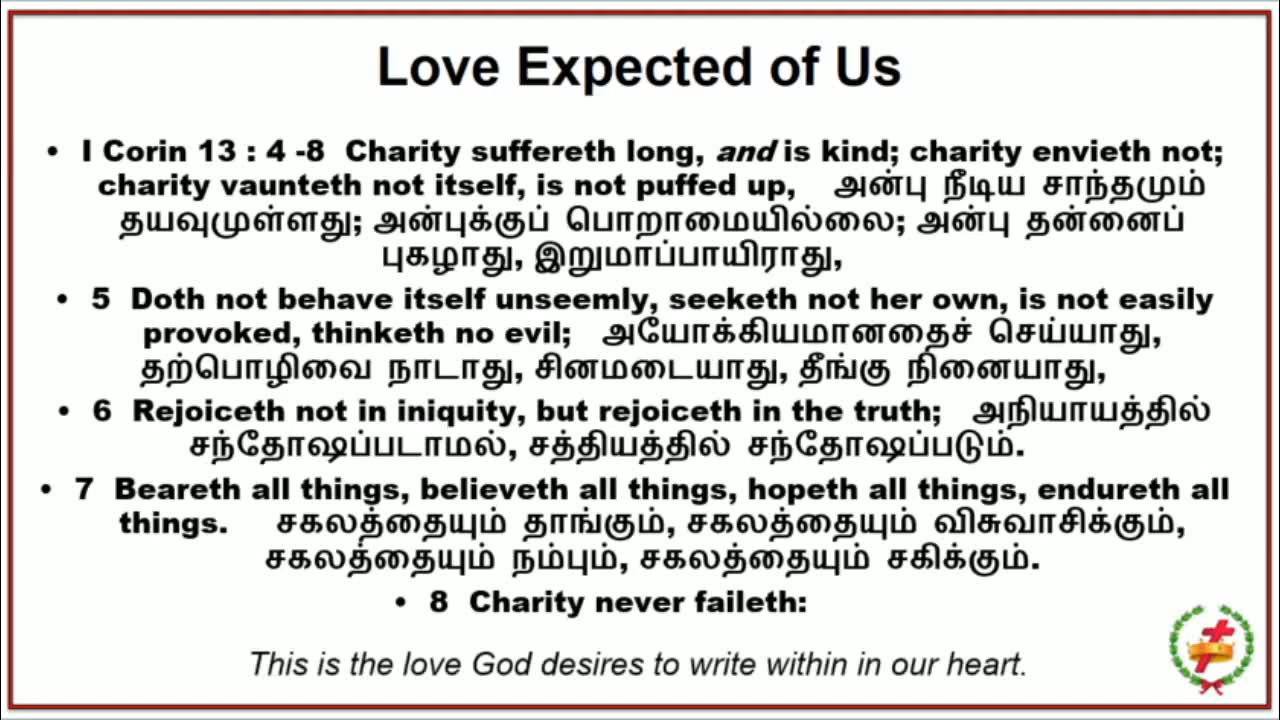 Love Expected of Us
• I Corin 13 : 4 -8 Charity suffereth long, and is kind; charity envieth not;
charity vaunteth not itself, is not puffed up, அன்பு நீடிய சாந்தமும்
தயவுமுள்ளது; அன்புக்குப் பொறாமையில்லை; அன்பு தன்னைப்
புகழாது, இறுமாப்பாயிராது,
• 5 Doth not behave itself unseemly, seeketh not her own, is not easily
provoked, thinketh no evil; அயோக்கியமானதைச் செய்யாது,
தற்பொழிவை நாடாது, சினமடையாது, தீங்கு நினையாது,
• 6 Rejoiceth not in iniquity, but rejoiceth in the truth; அநியாயத்தில்
சந்தோஷப்படாமல், சத்தியத்தில் சந்தோஷப்படும்.
• 7 Beareth all things, believeth all things, hopeth all things, endureth all
things. சகலத்தையும் தாங்கும், சகலத்தையும் விசுவாசிக்கும்,
சகலத்தையும் நம்பும், சகலத்தையும் சகிக்கும்.
• 8 Charity never faileth:
This is the love God desires to write within in our heart.